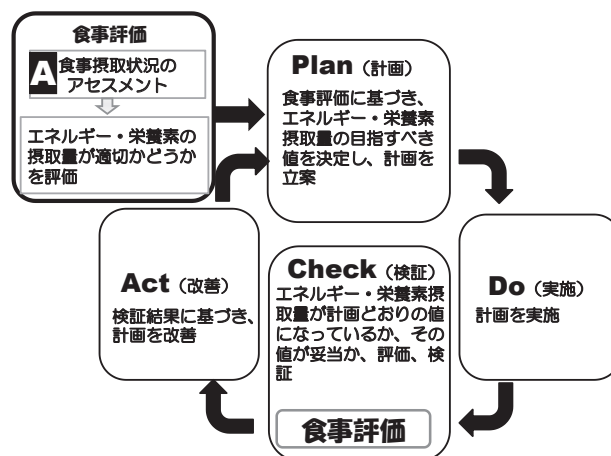 食事評価
A 食事摂取状況の
アセスメント
エネルギー・栄養素の
摂取量が適切かどうか
を評価
Plan（計画）
食事評価に基づき、
エネルギー・栄養素
摂取量の目指すべき
値を決定し、計画を
立案
Do（実施）
計画を実施
Check（検証）
エネルギー・栄養素摂
取量が計画どおりの値
になっているか、その
値が妥当か、評価、検
証
食事評価
Act（改善）
検証結果に基づき、
計画を改善